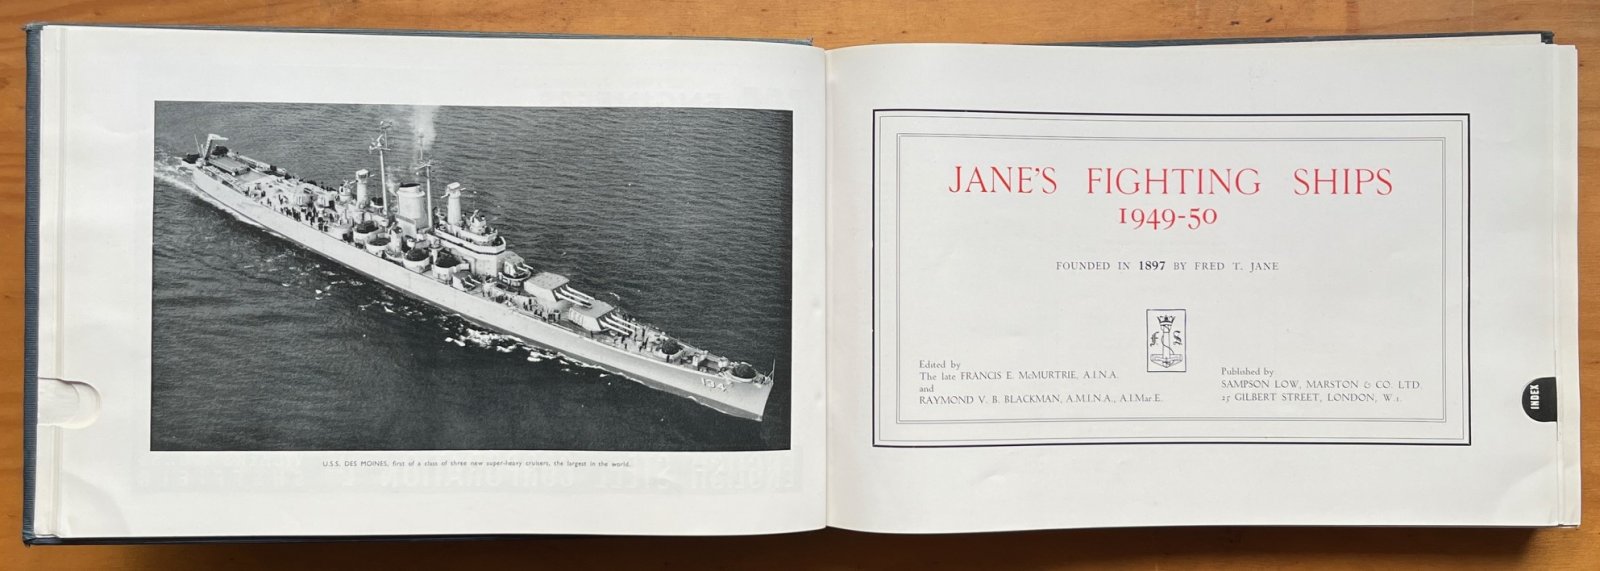 134
U.S.S. DES MOINES, first of a class of three new super-heavy cruisers, the largest in the world.
JANE'S FIGHTING SHIPS
1949-50
FOUNDED IN 1897 BY FRED T. JANE
Edited by
The late FRANCIS E. McMURTRIE, A.I.N.A.
and
RAYMOND V. B. BLACKMAN, A.M.I.N.A., A.I.Mar E.
Published by
SAMPSON LOW, MARSTON & CO. LTD.
25 GILBERT STREET, LONDON, W.1.
INDEX